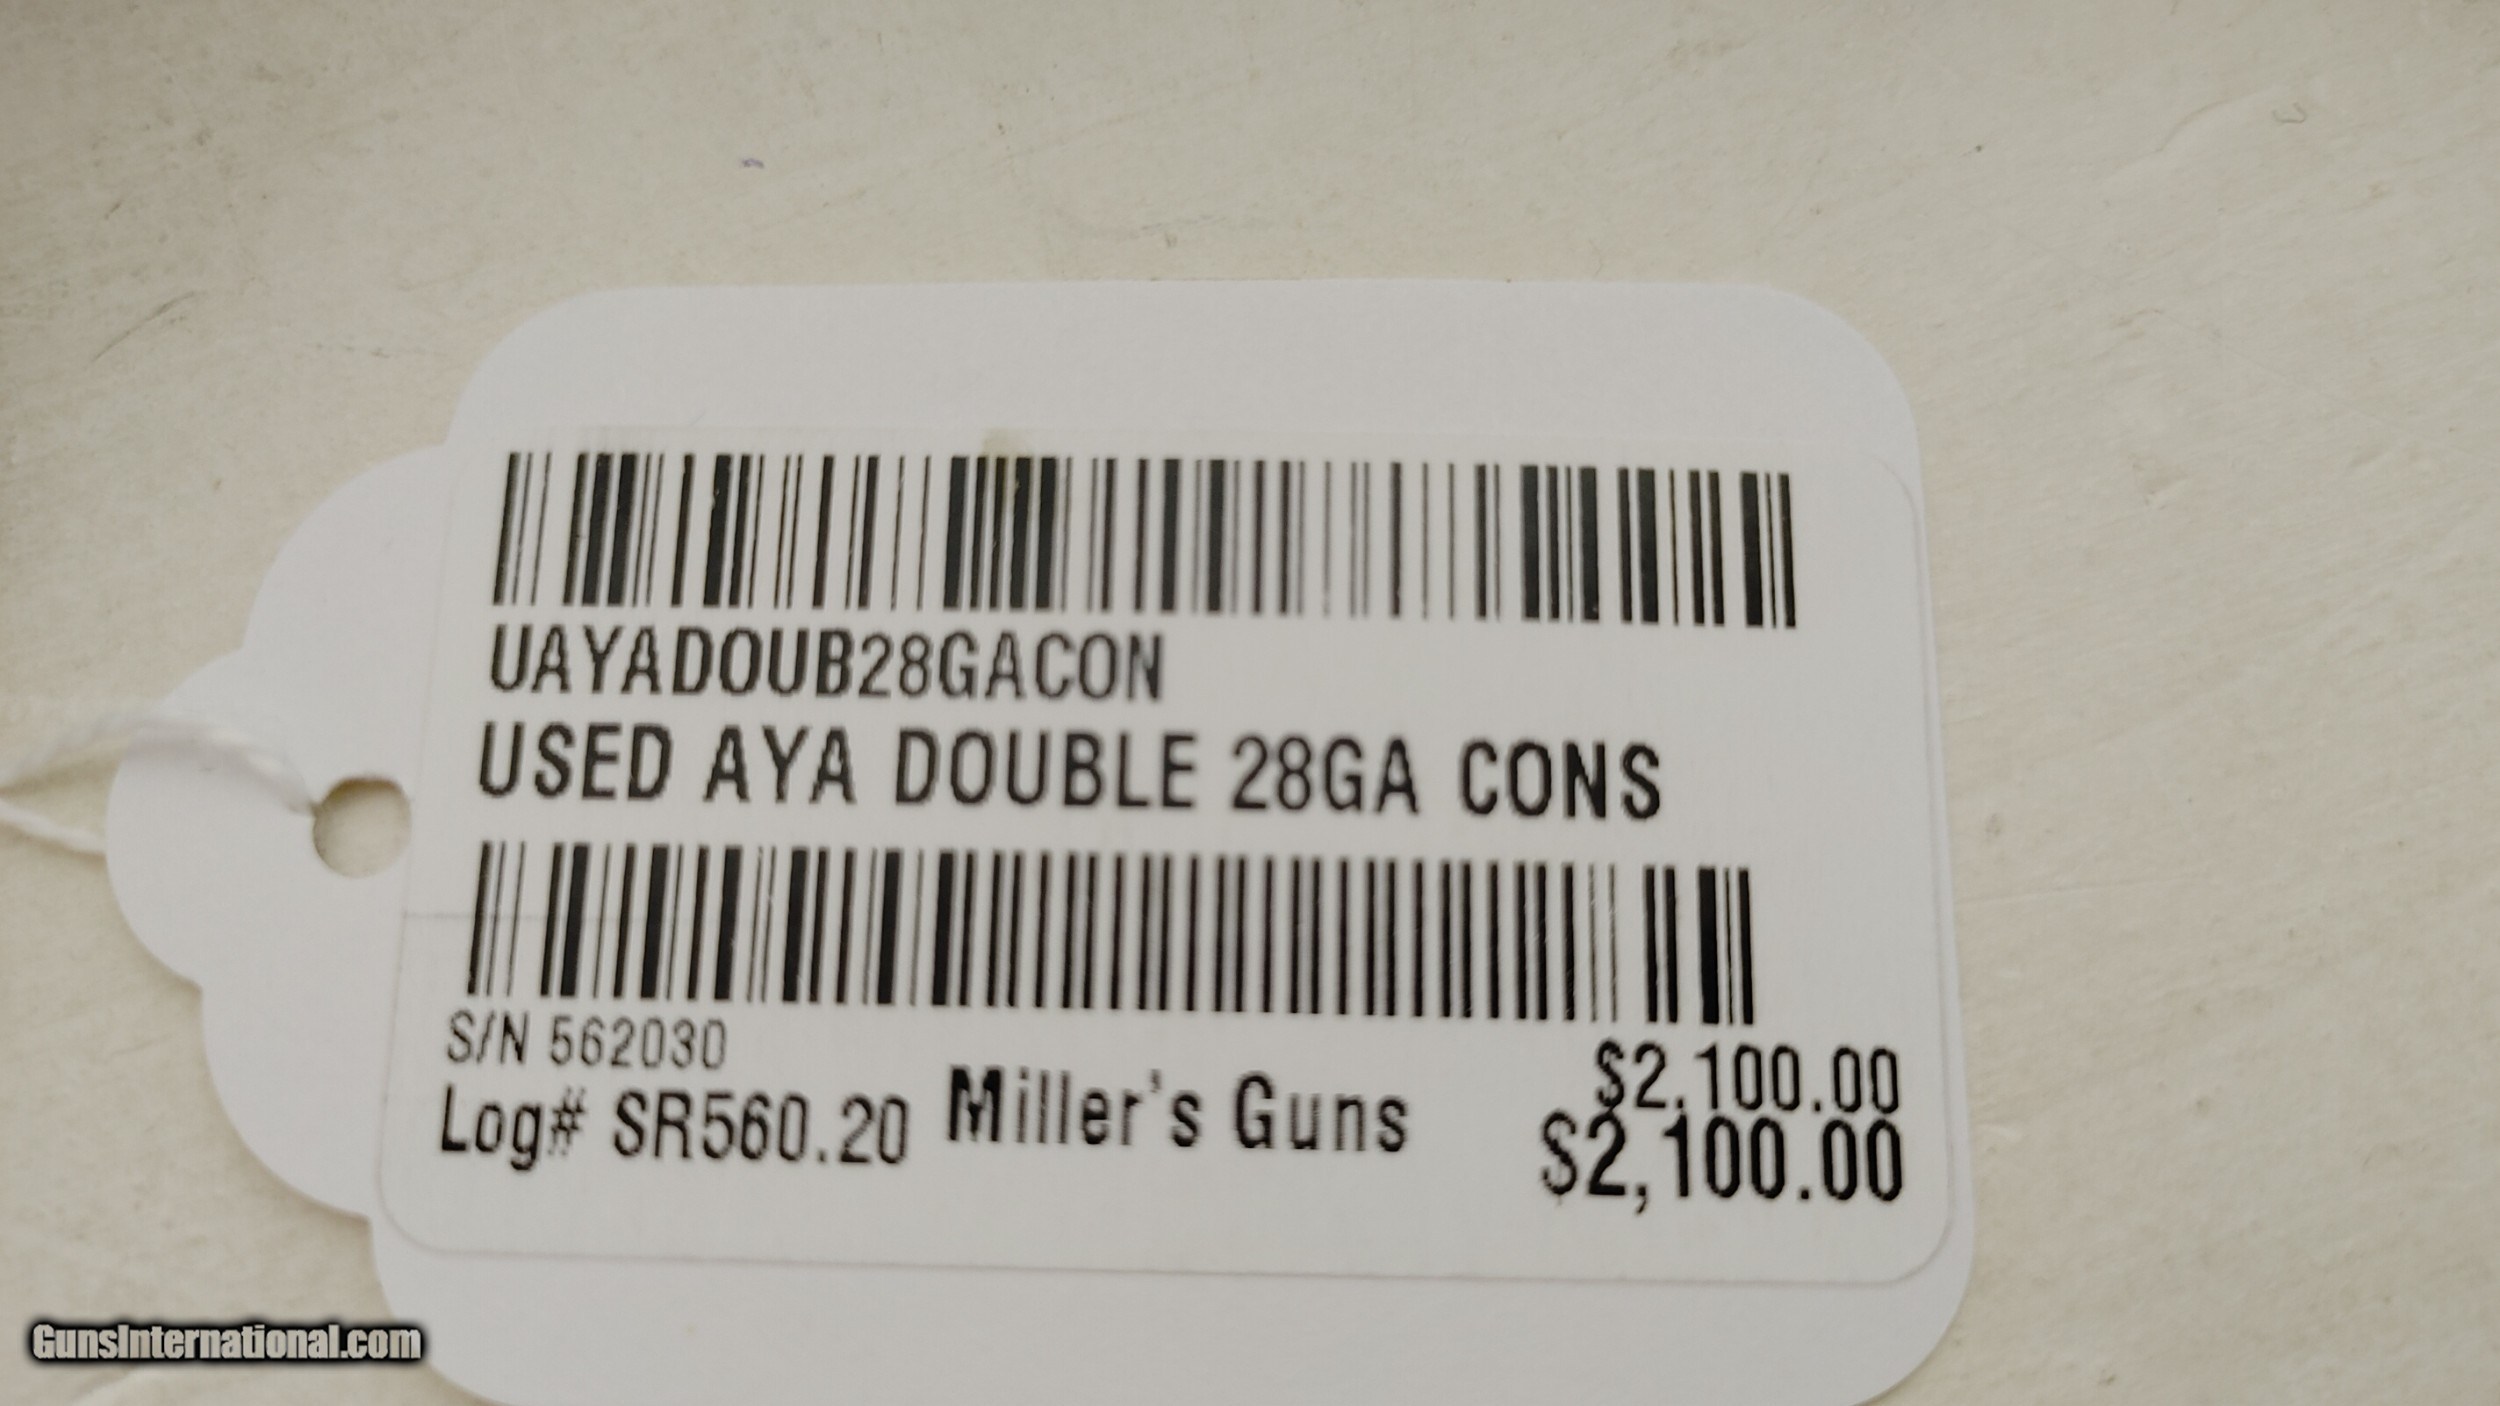 UAYADOUB28GACON
USED AYA DOUBLE 28GA CONS
S/N 562030
$2,100.00
Log# SR560.20 Miller's Guns
$2,100.00
GunsInternational.com